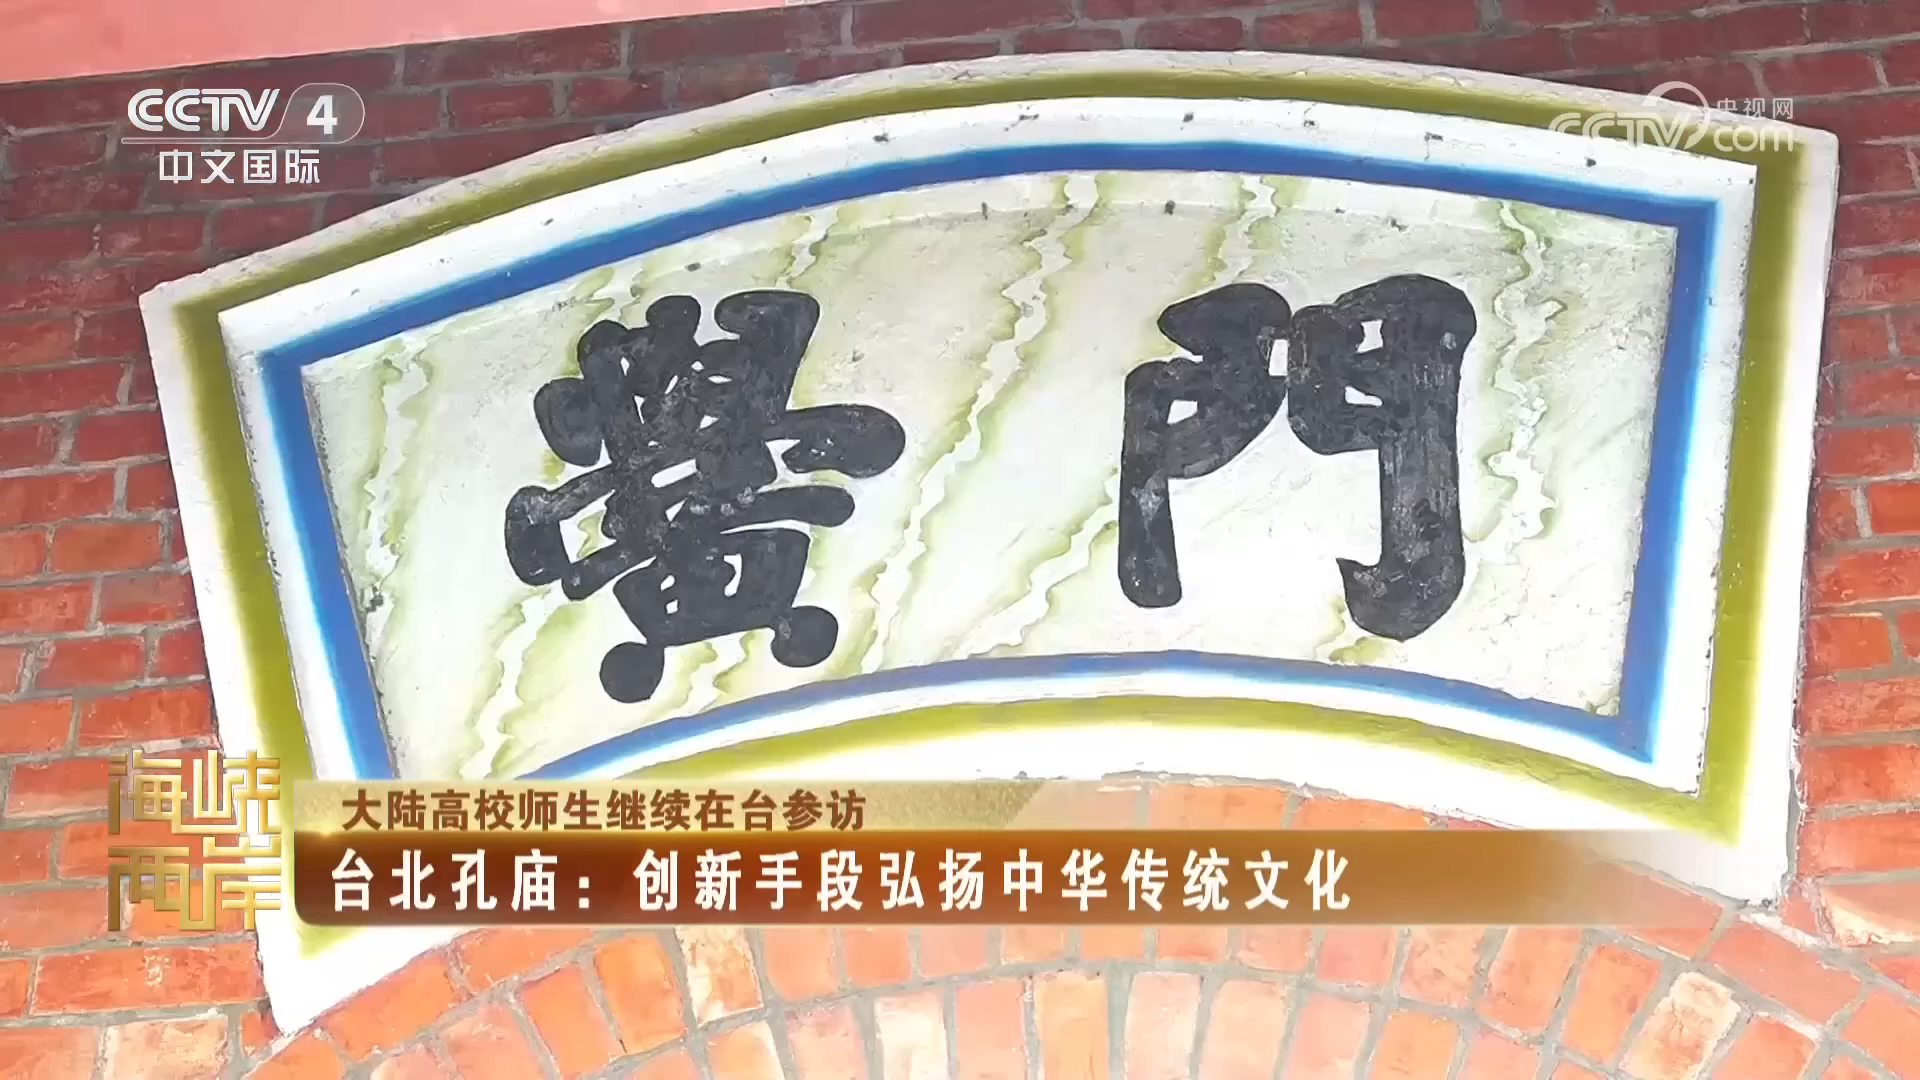 CCTV 4
中文国际
央视网
CCTV.com
黌門
海峡
两岸
大陆高校师生继续在台参访
台北孔庙：创新手段弘扬中华传统文化